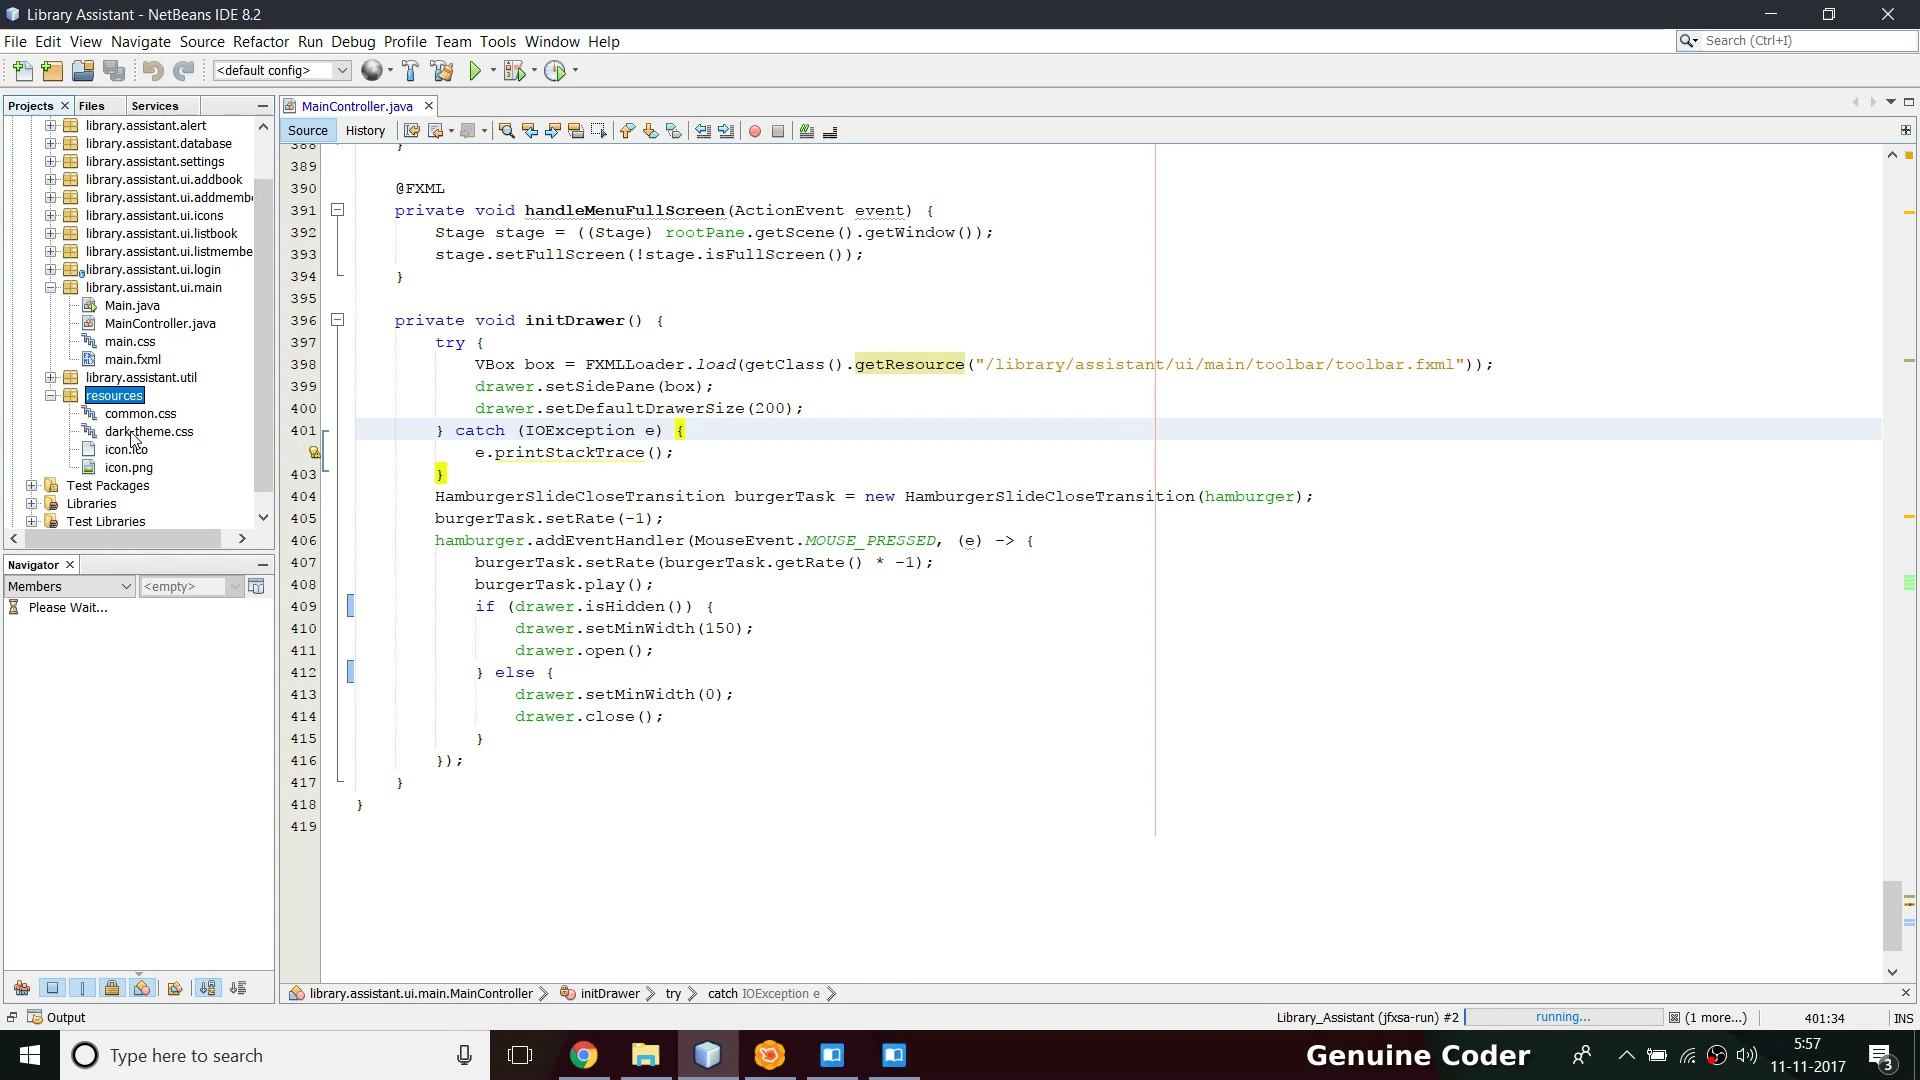 Library Assistant - NetBeans IDE 8.2
File Edit View Navigate Source Refactor Run Debug Profile Team Tools Window Help
Search (Ctrl+I)
<default config>
Projects Files Services
library.assistant.alert
library.assistant.database
library.assistant.settings
library.assistant.ui.addbook
library.assistant.ui.addmembe
library.assistant.ui.icons
library.assistant.ui.listbook
library.assistant.ui.listmembe
library.assistant.ui.login
library.assistant.ui.main
Main.java
MainController.java
main.css
main.fxml
library.assistant.util
resources
common.css
dark-theme.css
icon.ico
icon.png
Test Packages
Libraries
Test Libraries
Navigator
Members <empty>
Please Wait...
MainController.java
Source History
388 }
389
390 @FXML
391 private void handleMenuFullScreen(ActionEvent event) {
392 Stage stage = ((Stage) rootPane.getScene().getWindow());
393 stage.setFullScreen(!stage.isFullScreen());
394 }
395
396 private void initDrawer() {
397 try {
398 VBox box = FXMLLoader.load(getClass().getResource("/library/assistant/ui/main/toolbar/toolbar.fxml"));
399 drawer.setSidePane(box);
400 drawer.setDefaultDrawerSize(200);
401 } catch (IOException e) {
e.printStackTrace();
403 }
404 HamburgerSlideCloseTransition burgerTask = new HamburgerSlideCloseTransition(hamburger);
405 burgerTask.setRate(-1);
406 hamburger.addEventHandler(MouseEvent.MOUSE_PRESSED, (e) -> {
407 burgerTask.setRate(burgerTask.getRate() * -1);
408 burgerTask.play();
409 if (drawer.isHidden()) {
410 drawer.setMinWidth(150);
411 drawer.open();
412 } else {
413 drawer.setMinWidth(0);
414 drawer.close();
415 }
416 });
417 }
418 }
419
library.assistant.ui.main.MainController initDrawer try catch IOException e
Output
Library_Assistant (jfxsa-run) #2 running... (1 more...) 401:34 INS
Type here to search
Genuine Coder
5:57
11-11-2017
3